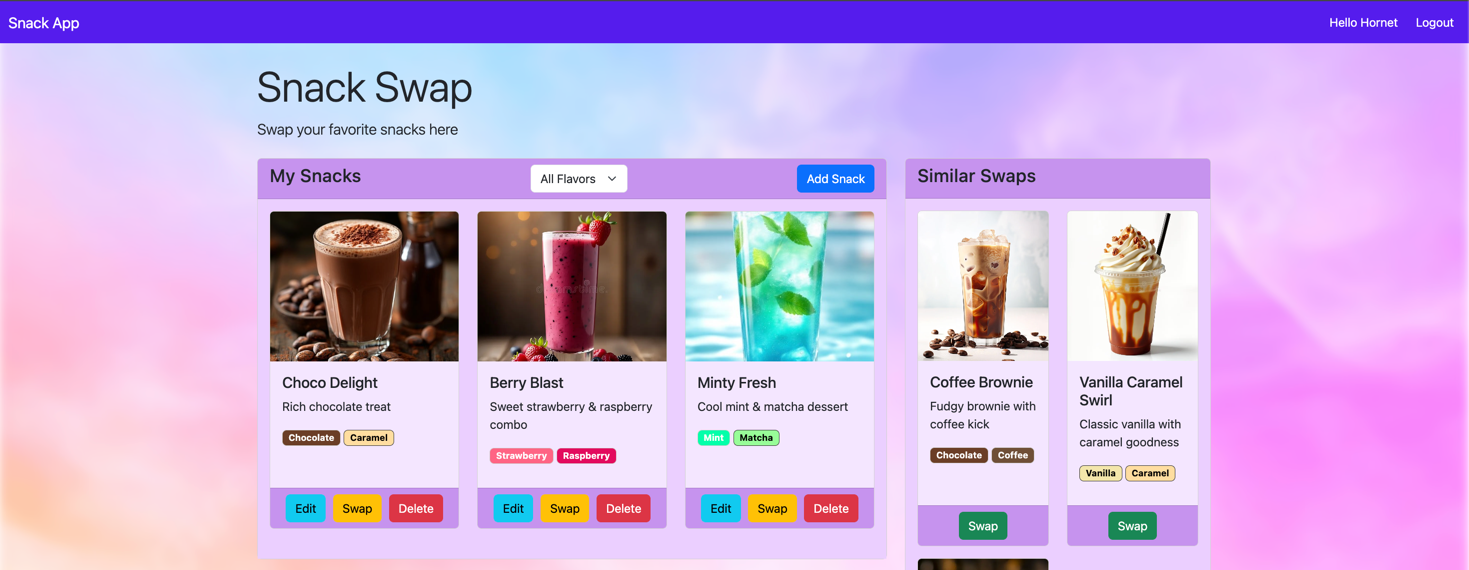 Snack App
Hello Hornet
Logout
Snack Swap
Swap your favorite snacks here
My Snacks
All Flavors
Add Snack
Choco Delight
Rich chocolate treat
Chocolate
Caramel
Edit
Swap
Delete
Berry Blast
Sweet strawberry & raspberry
combo
Strawberry
Raspberry
Edit
Swap
Delete
Minty Fresh
Cool mint & matcha dessert
Mint
Matcha
Edit
Swap
Delete
Similar Swaps
Coffee Brownie
Fudgy brownie with
coffee kick
Chocolate
Coffee
Swap
Vanilla Caramel
Swirl
Classic vanilla with
caramel goodness
Vanilla
Caramel
Swap